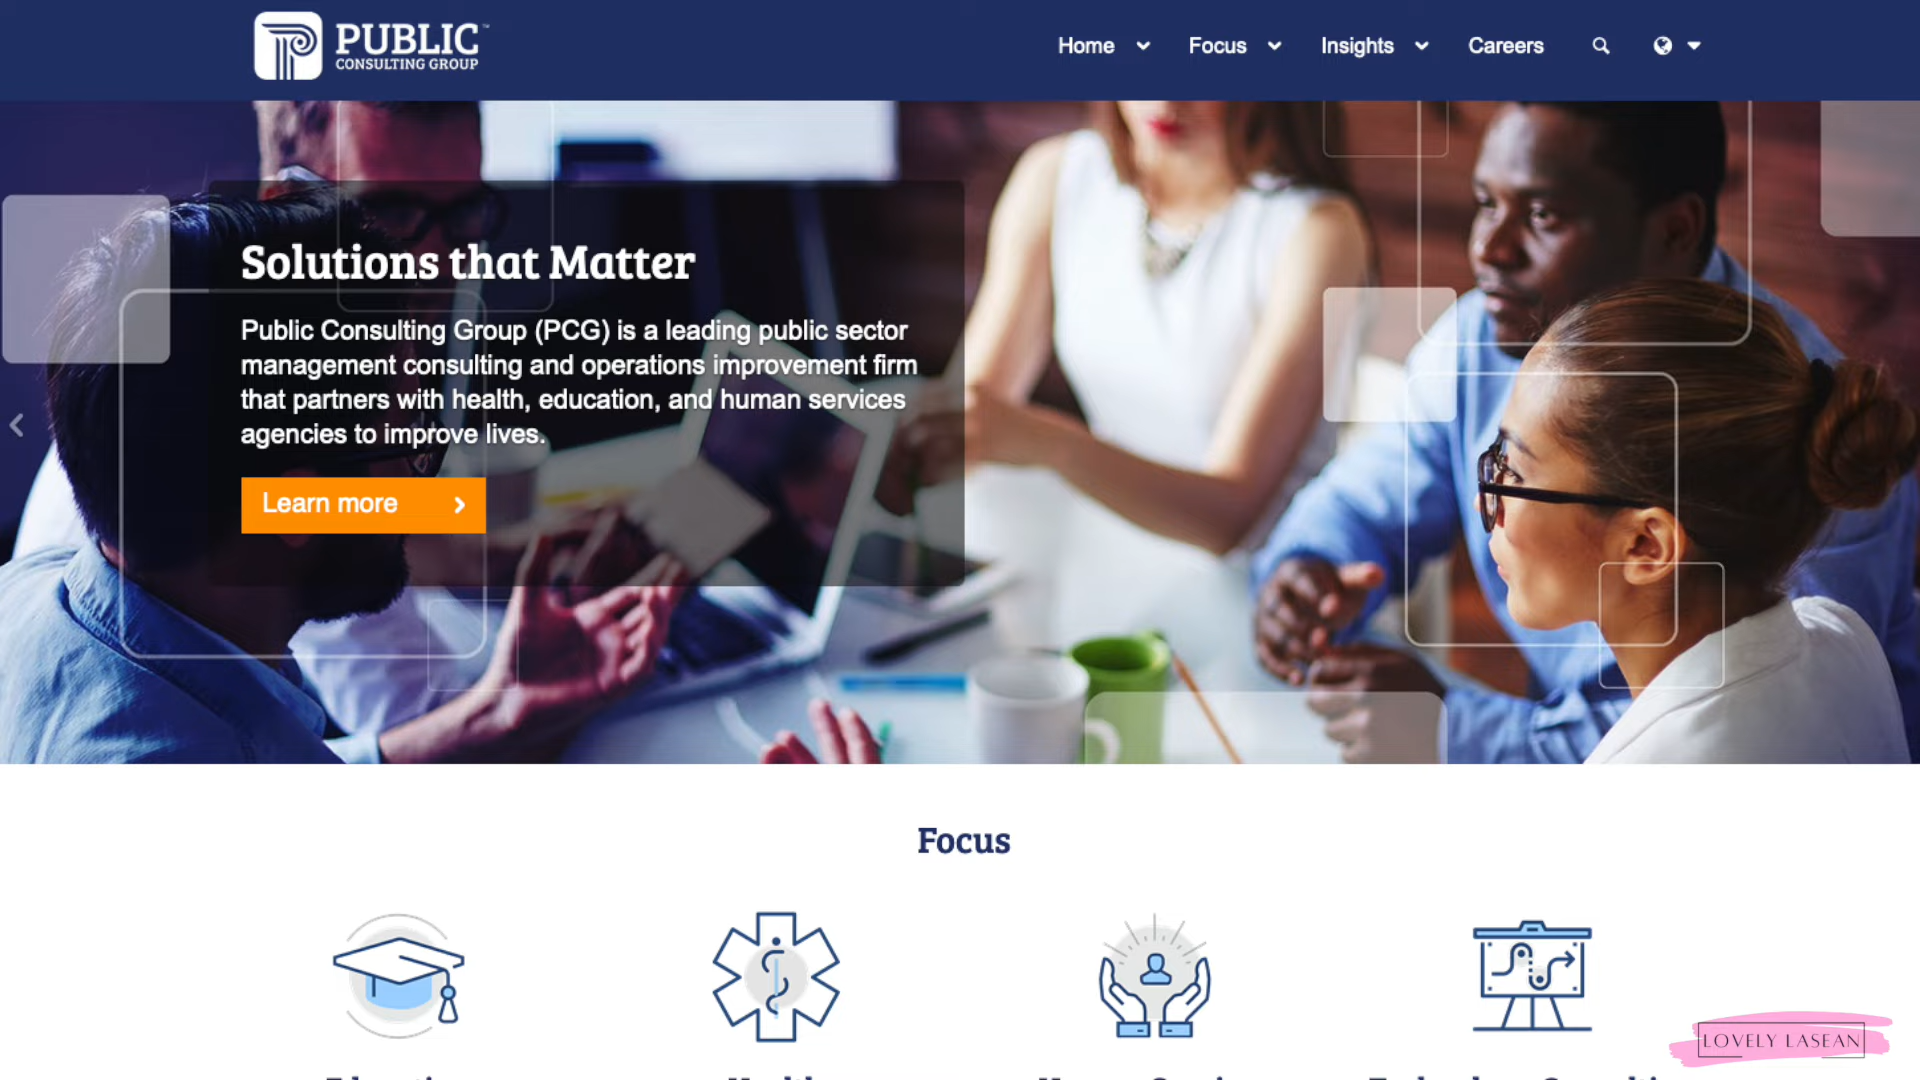 PUBLIC
CONSULTING GROUP
Home
Focus
Insights
Careers
Solutions that Matter
Public Consulting Group (PCG) is a leading public sector
management consulting and operations improvement firm
that partners with health, education, and human services
agencies to improve lives.
Learn more
Focus
LOVELY LASEAN